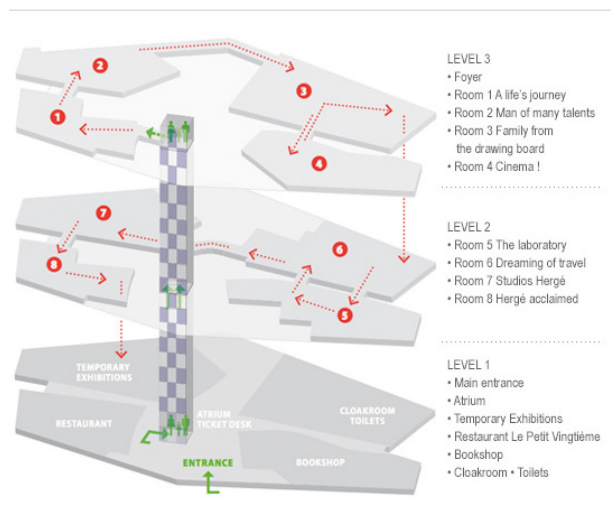 LEVEL 3
• Foyer
• Room 1 A life's journey
• Room 2 Man of many talents
• Room 3 Family from
the drawing board
• Room 4 Cinema !
2
3
1
4
LEVEL 2
• Room 5 The laboratory
• Room 6 Dreaming of travel
• Room 7 Studios Hergé
• Room 8 Hergé acclaimed
7
6
8
5
LEVEL 1
• Main entrance
• Atrium
• Temporary Exhibitions
• Restaurant Le Petit Vingtième
• Bookshop
• Cloakroom • Toilets
TEMPORARY
EXHIBITIONS
RESTAURANT
ATRIUM
TICKET DESK
CLOAKROOM
TOILETS
ENTRANCE
BOOKSHOP